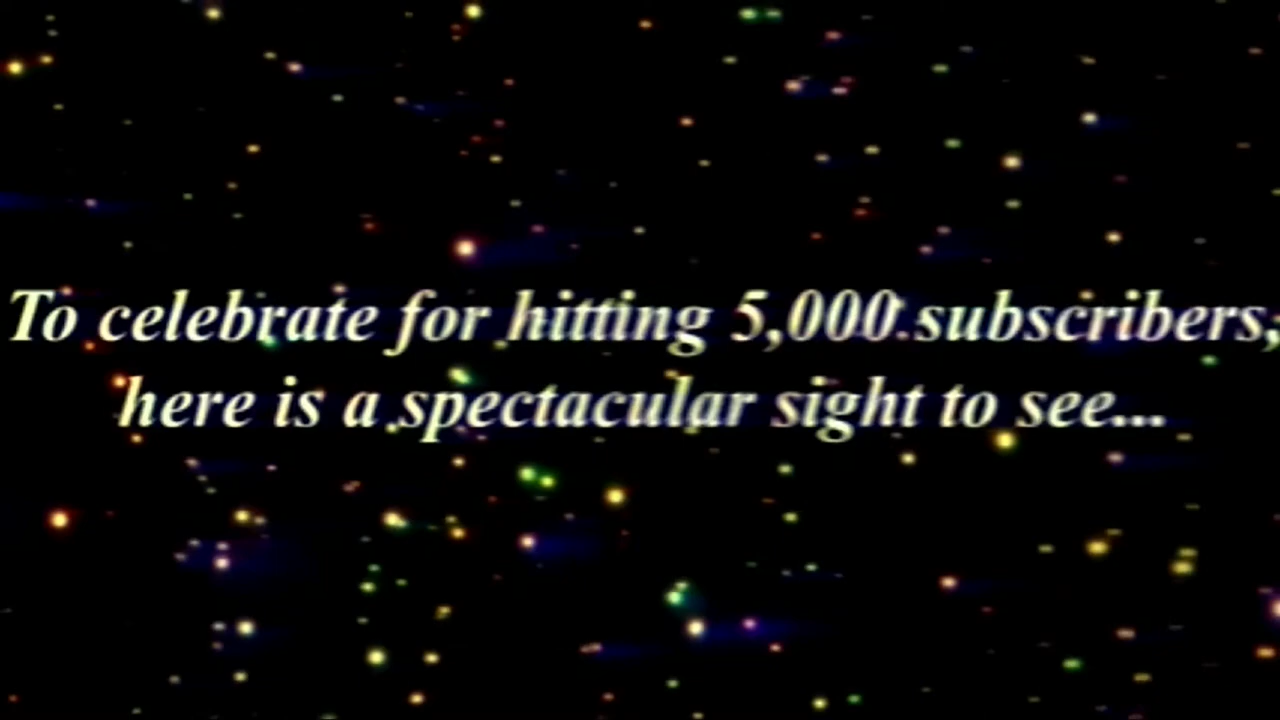 To celebrate for hitting 5,000 subscribers,
here is a spectacular sight to see...